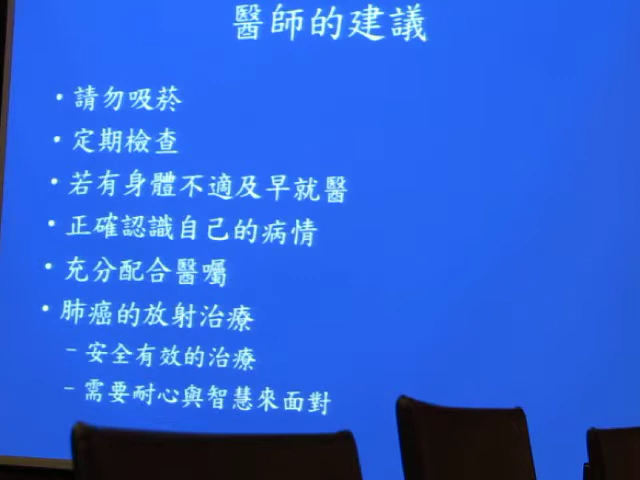 醫師的建議
・請勿吸菸
・定期檢查
・若有身體不適及早就醫
・正確認識自己的病情
・充分配合醫囑
・肺癌的放射治療
–安全有效的治療
–需要耐心與智慧來面對